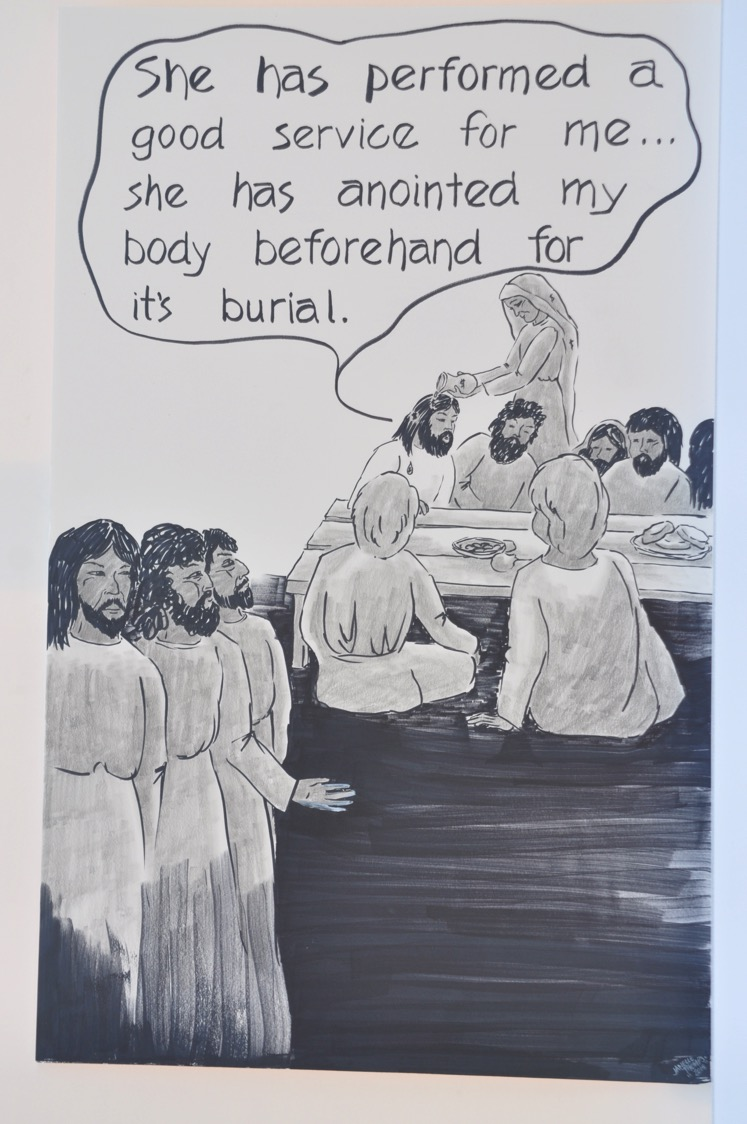 She has performed a
good service for me...
she has anointed my
body beforehand for
it's burial.